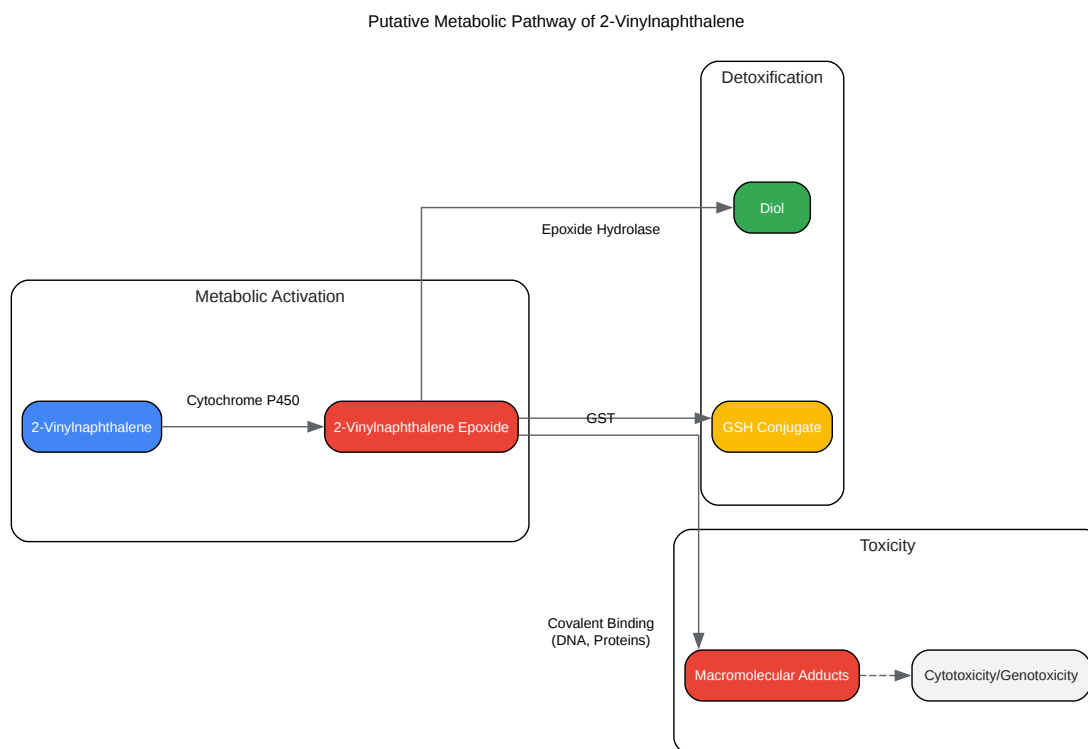 Putative Metabolic Pathway of 2-Vinylnaphthalene
Detoxification
Diol
Epoxide Hydrolase
Metabolic Activation
Cytochrome P450
2-Vinylnaphthalene
2-Vinylnaphthalene Epoxide
GST
GSH Conjugate
Toxicity
Covalent Binding
(DNA, Proteins)
Macromolecular Adducts
Cytotoxicity/Genotoxicity